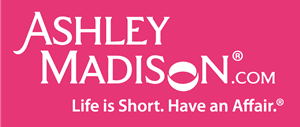 ASHLEY
MADISON®.COM
Life is Short. Have an Affair.®